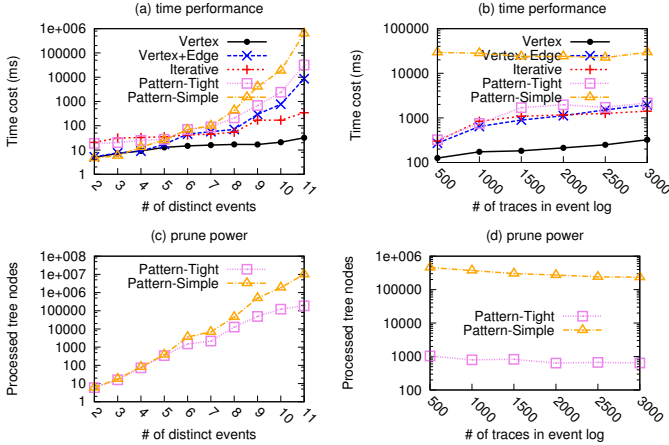 (a) time performance
Time cost (ms)
1e+006
100000
10000
1000
100
10
1
Vertex
Vertex+Edge
Iterative
Pattern-Tight
Pattern-Simple
2 3 4 5 6 7 8 9 10 11
# of distinct events
(b) time performance
Time cost (ms)
100000
10000
1000
100
Vertex
Vertex+Edge
Iterative
Pattern-Tight
Pattern-Simple
500 1000 1500 2000 2500 3000
# of traces in event log
(c) prune power
Processed tree nodes
1e+008
1e+007
1e+006
100000
10000
1000
100
10
1
Pattern-Tight
Pattern-Simple
2 3 4 5 6 7 8 9 10 11
# of distinct events
(d) prune power
Processed tree nodes
1e+006
100000
10000
1000
100
Pattern-Tight
Pattern-Simple
500 1000 1500 2000 2500 3000
# of traces in event log